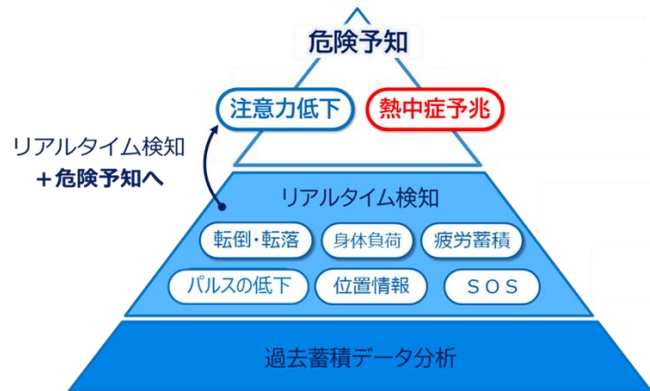 危険予知
注意力低下
熱中症予兆
リアルタイム検知
＋危険予知へ
リアルタイム検知
転倒・転落
身体負荷
疲労蓄積
パルスの低下
位置情報
ＳＯＳ
過去蓄積データ分析